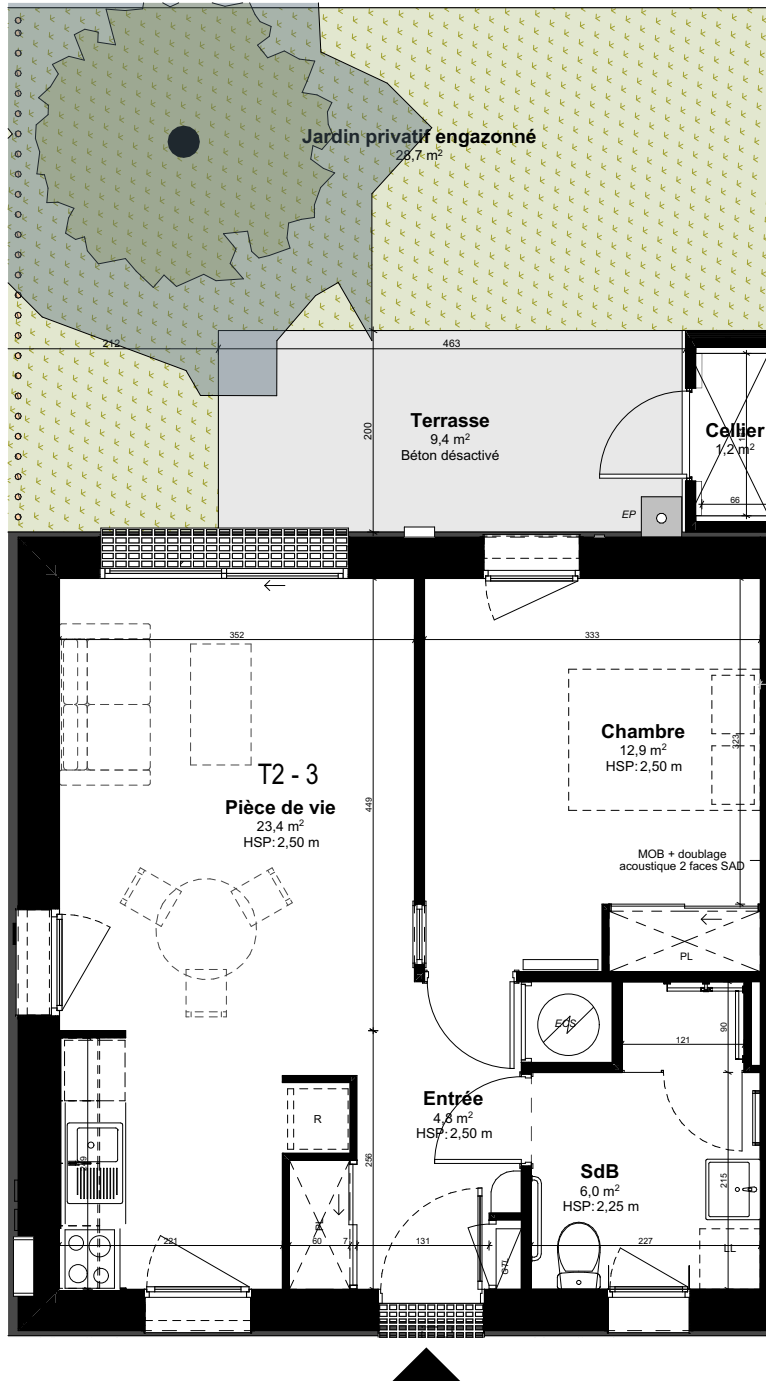 Jardin privatif engazonné
28,7 m²
212
463
200
Terrasse
9,4 m²
Béton désactivé
Cellier
1,2 m²
66
EP
352
333
Chambre
12,9 m²
HSP: 2,50 m
323
T2 - 3
Pièce de vie
23,4 m²
HSP: 2,50 m
449
MOB + doublage
acoustique 2 faces SAD
PL
ECS
90
121
Entrée
4,8 m²
HSP: 2,50 m
R
256
SdB
6,0 m²
HSP: 2,25 m
215
PL
221
60
7
131
227
LL